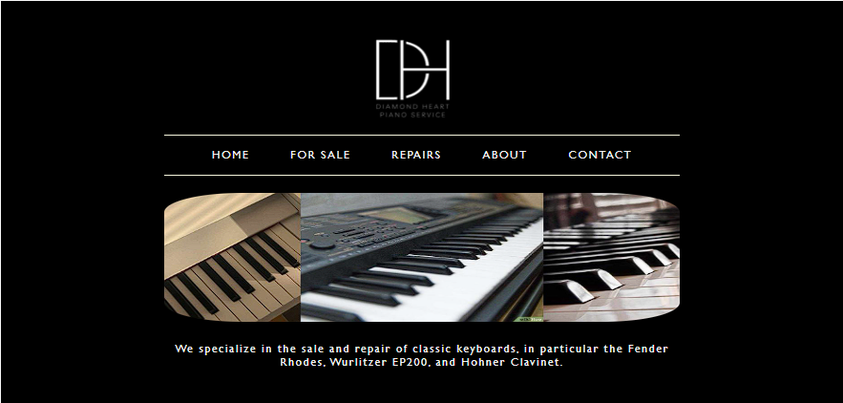 DH
DIAMOND HEART
PIANO SERVICE
HOME FOR SALE REPAIRS ABOUT CONTACT
We specialize in the sale and repair of classic keyboards, in particular the Fender
Rhodes, Wurlitzer EP200, and Hohner Clavinet.